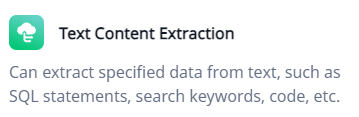 Text Content Extraction
Can extract specified data from text, such as
SQL statements, search keywords, code, etc.